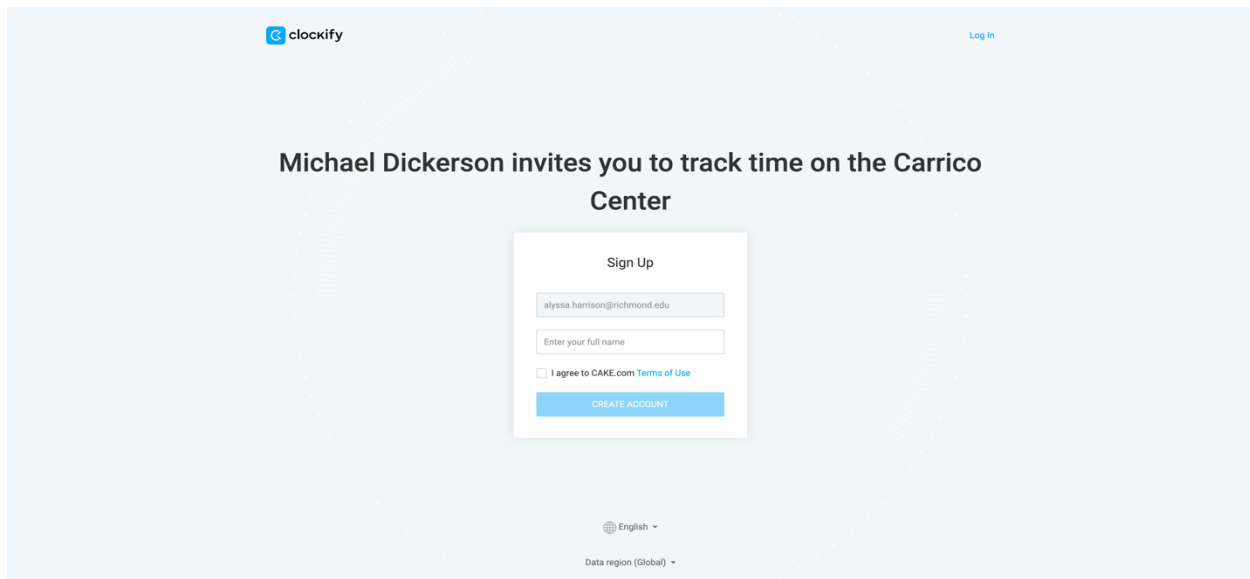 clockify
Log In
Michael Dickerson invites you to track time on the Carrico
Center
Sign Up
alyssa.harrison@richmond.edu
Enter your full name
I agree to CAKE.com Terms of Use
CREATE ACCOUNT
English
Data region (Global)